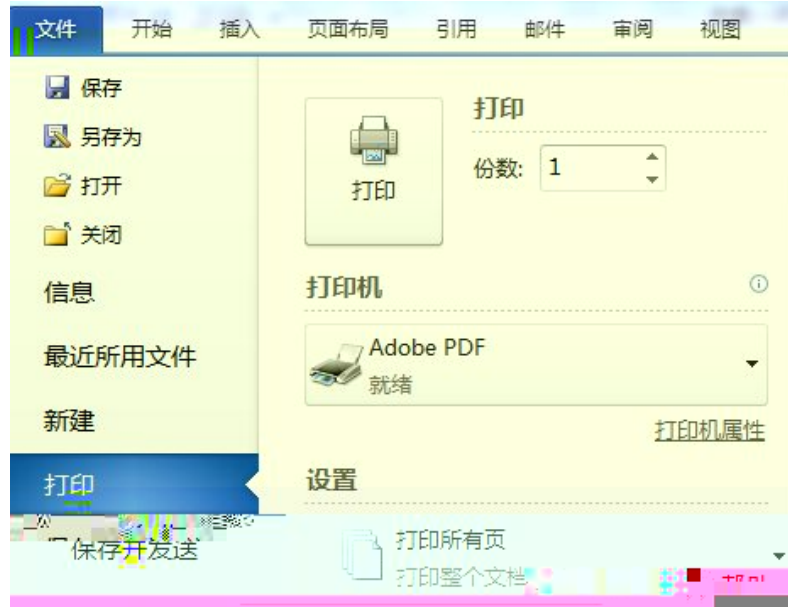 文件 开始 插入 页面布局 引用 邮件 审阅 视图
保存
另存为
打开
关闭
信息
最近所用文件
新建
打印
保存并发送
打印
打印
份数: 1
打印机
Adobe PDF
就绪
打印机属性
设置
打印所有页
打印整个文档